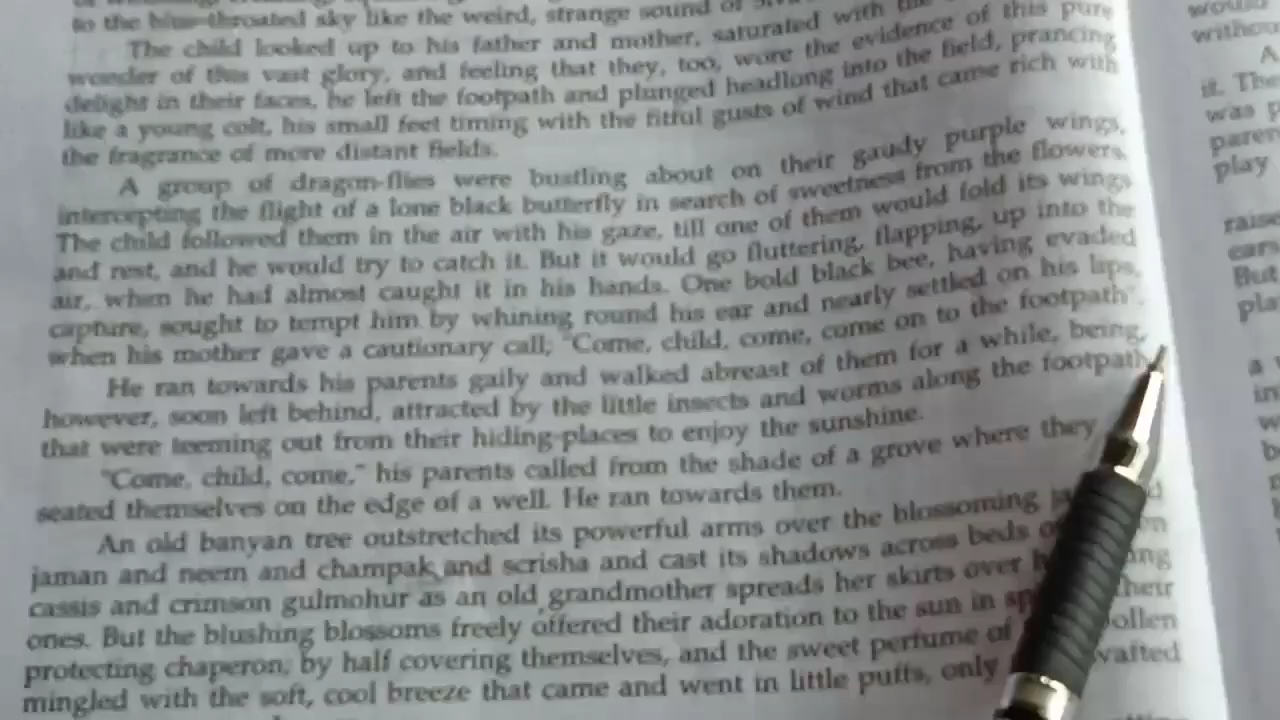 to the blue-throated sky like the weird, strange sound of
The child looked up to his father and mother, saturated with the
wonder of this vast glory, and feeling that they, too, wore the evidence of this pure
delight in their faces, he left the footpath and plunged headlong into the field, prancing
like a young colt, his small feet timing with the fitful gusts of wind that came rich with
the fragrance of more distant fields.
A group of dragon-flies were bustling about on their gaudy purple wings,
intercepting the flight of a lone black butterfly in search of sweetness from the flowers.
The child followed them in the air with his gaze, till one of them would fold its wings
and rest, and he would try to catch it. But it would go fluttering, flapping, up into the
air, when he had almost caught it in his hands. One bold black bee, having evaded
capture, sought to tempt him by whining round his ear and nearly settled on his lips,
when his mother gave a cautionary call; "Come, child, come, come on to the footpath".
He ran towards his parents gaily and walked abreast of them for a while, being,
however, soon left behind, attracted by the little insects and worms along the footpath
that were teeming out from their hiding-places to enjoy the sunshine.
"Come, child, come," his parents called from the shade of a grove where they
seated themselves on the edge of a well. He ran towards them.
An old banyan tree outstretched its powerful arms over the blossoming
jaman and neem and champak and scrisha and cast its shadows across beds
cassis and crimson gulmohur as an old grandmother spreads her skirts over
ones. But the blushing blossoms freely offered their adoration to the sun in their
protecting chaperon, by half covering themselves, and the sweet perfume of
mingled with the soft, cool breeze that came and went in little puffs, only
would
withou
A
it. The
was p
paren
play
raise
ears
But
pla
a
in
w
b